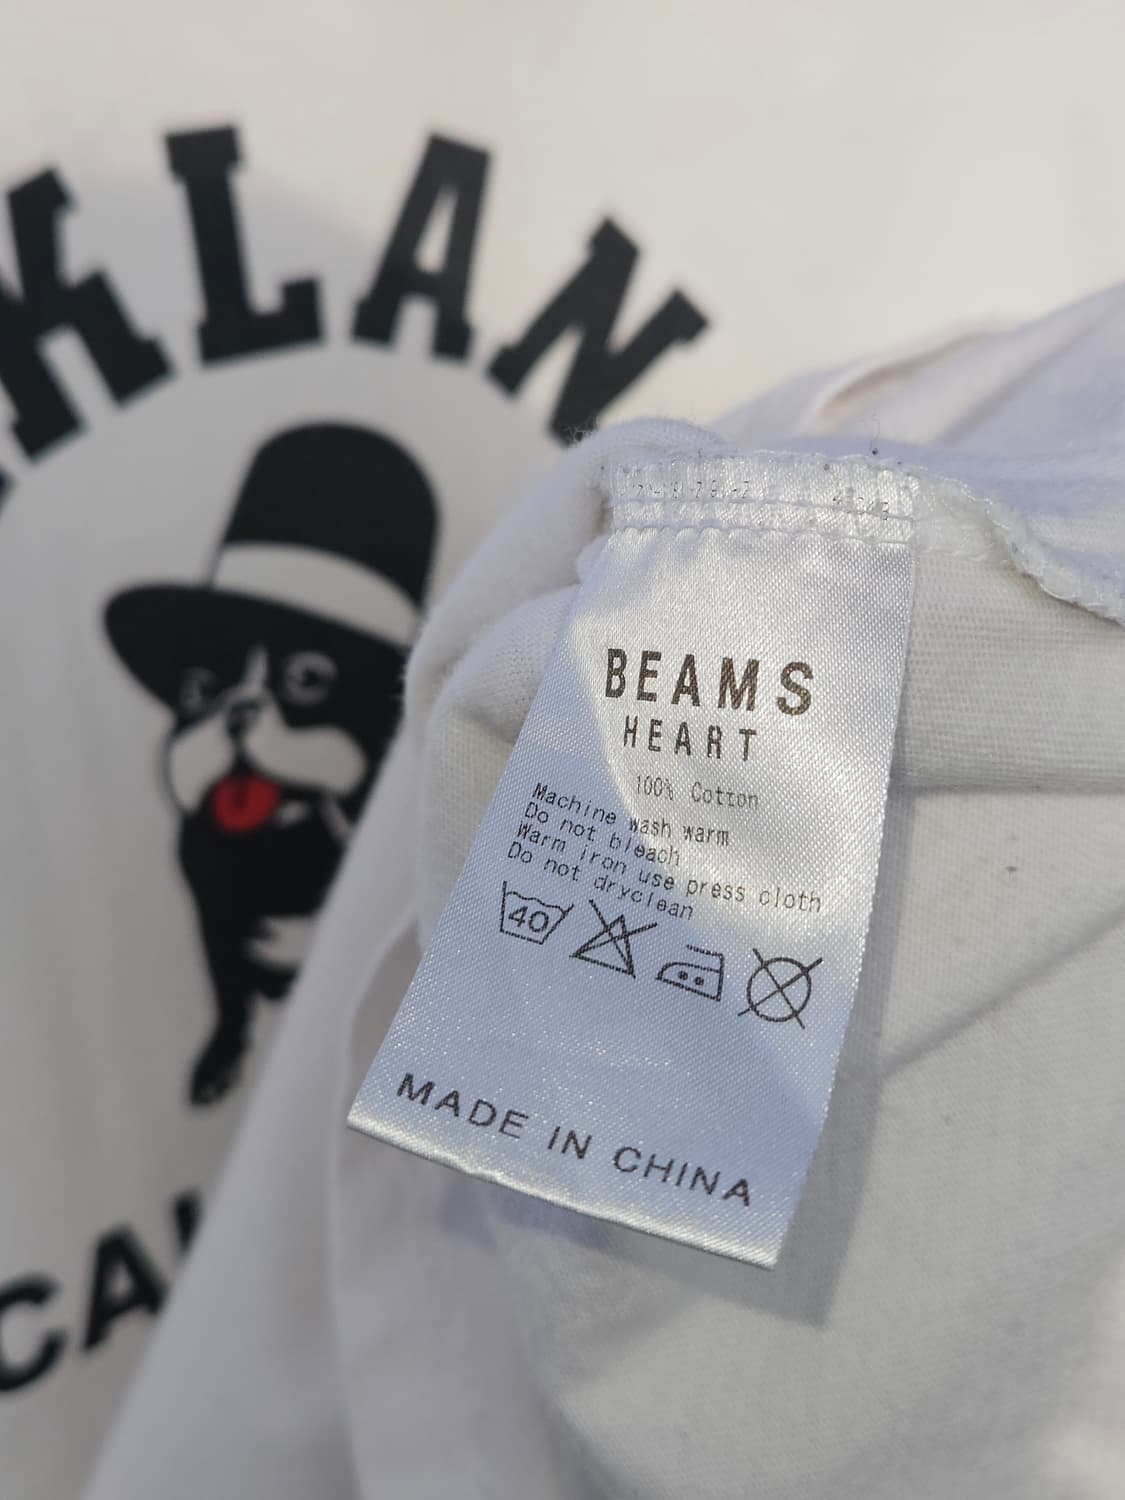 KLAN
BEAMS
HEART
100% Cotton
Machine wash warm
Do not bleach
Warm iron use press cloth
Do not dryclean
40
MADE IN CHINA
CA